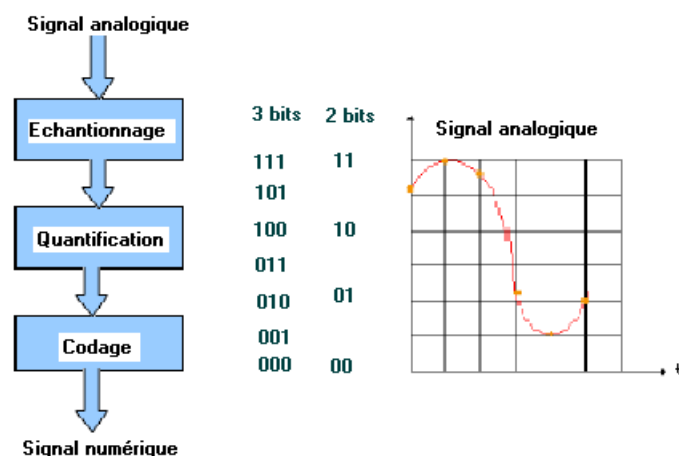 Signal analogique
Echantionnage
Quantification
Codage
Signal numérique
3 bits 2 bits
111 11
101
100 10
011
010 01
001
000 00
Signal analogique
t